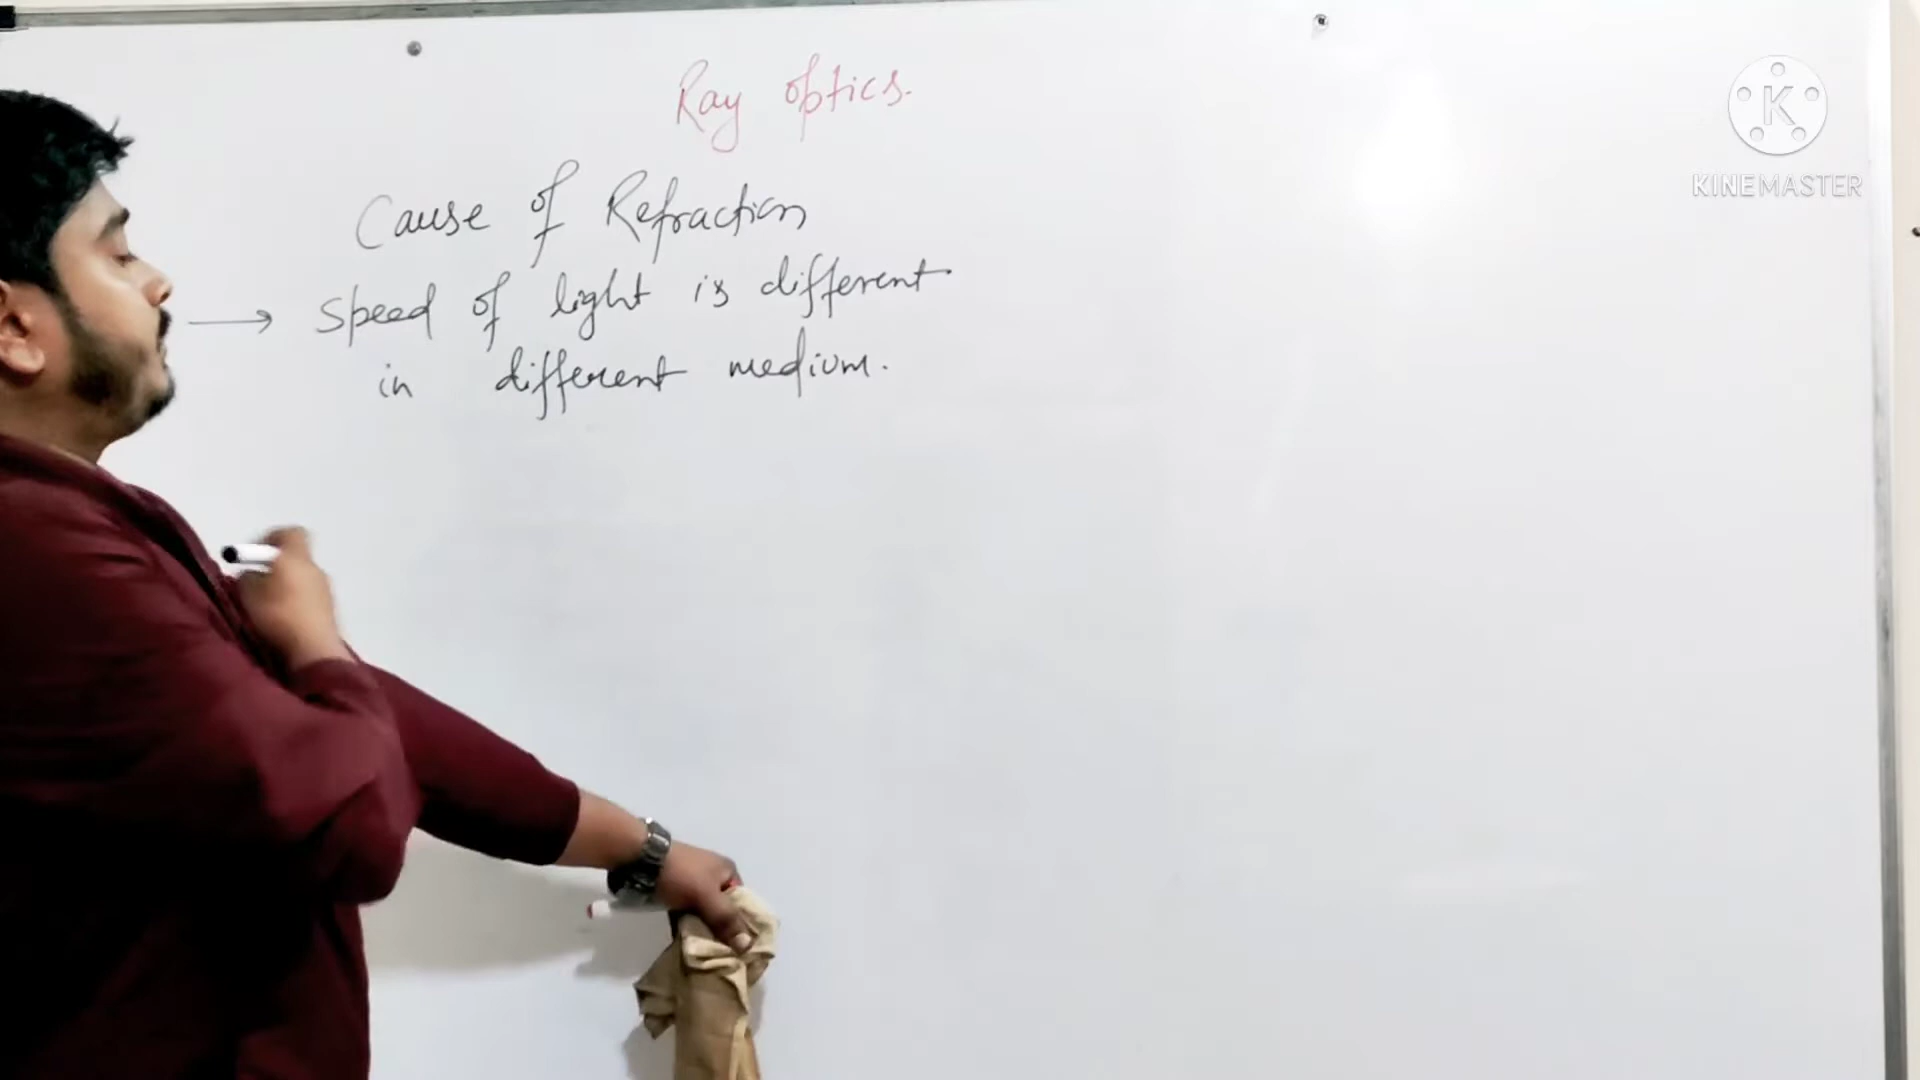 Ray optics.
Cause of Refraction
→ Speed of light is different
in different medium.
K
KINEMASTER